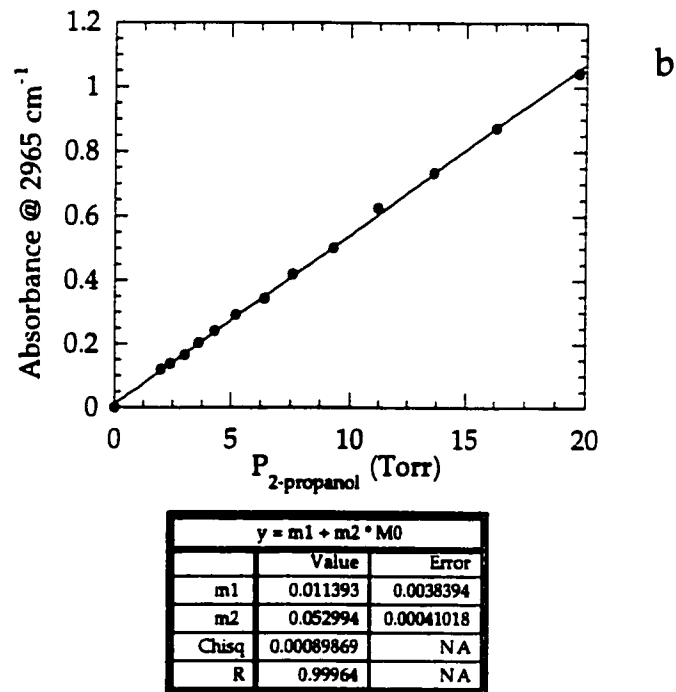 1.2
b
1
0.8
0.6
0.4
0.2
0
Absorbance @ 2965 cm⁻¹
0 5 10 15 20
P2-propanol (Torr)
y = m1 + m2 * M0
Value Error
m1 0.011393 0.0038394
m2 0.052994 0.00041018
Chisq 0.00089869 NA
R 0.99964 NA